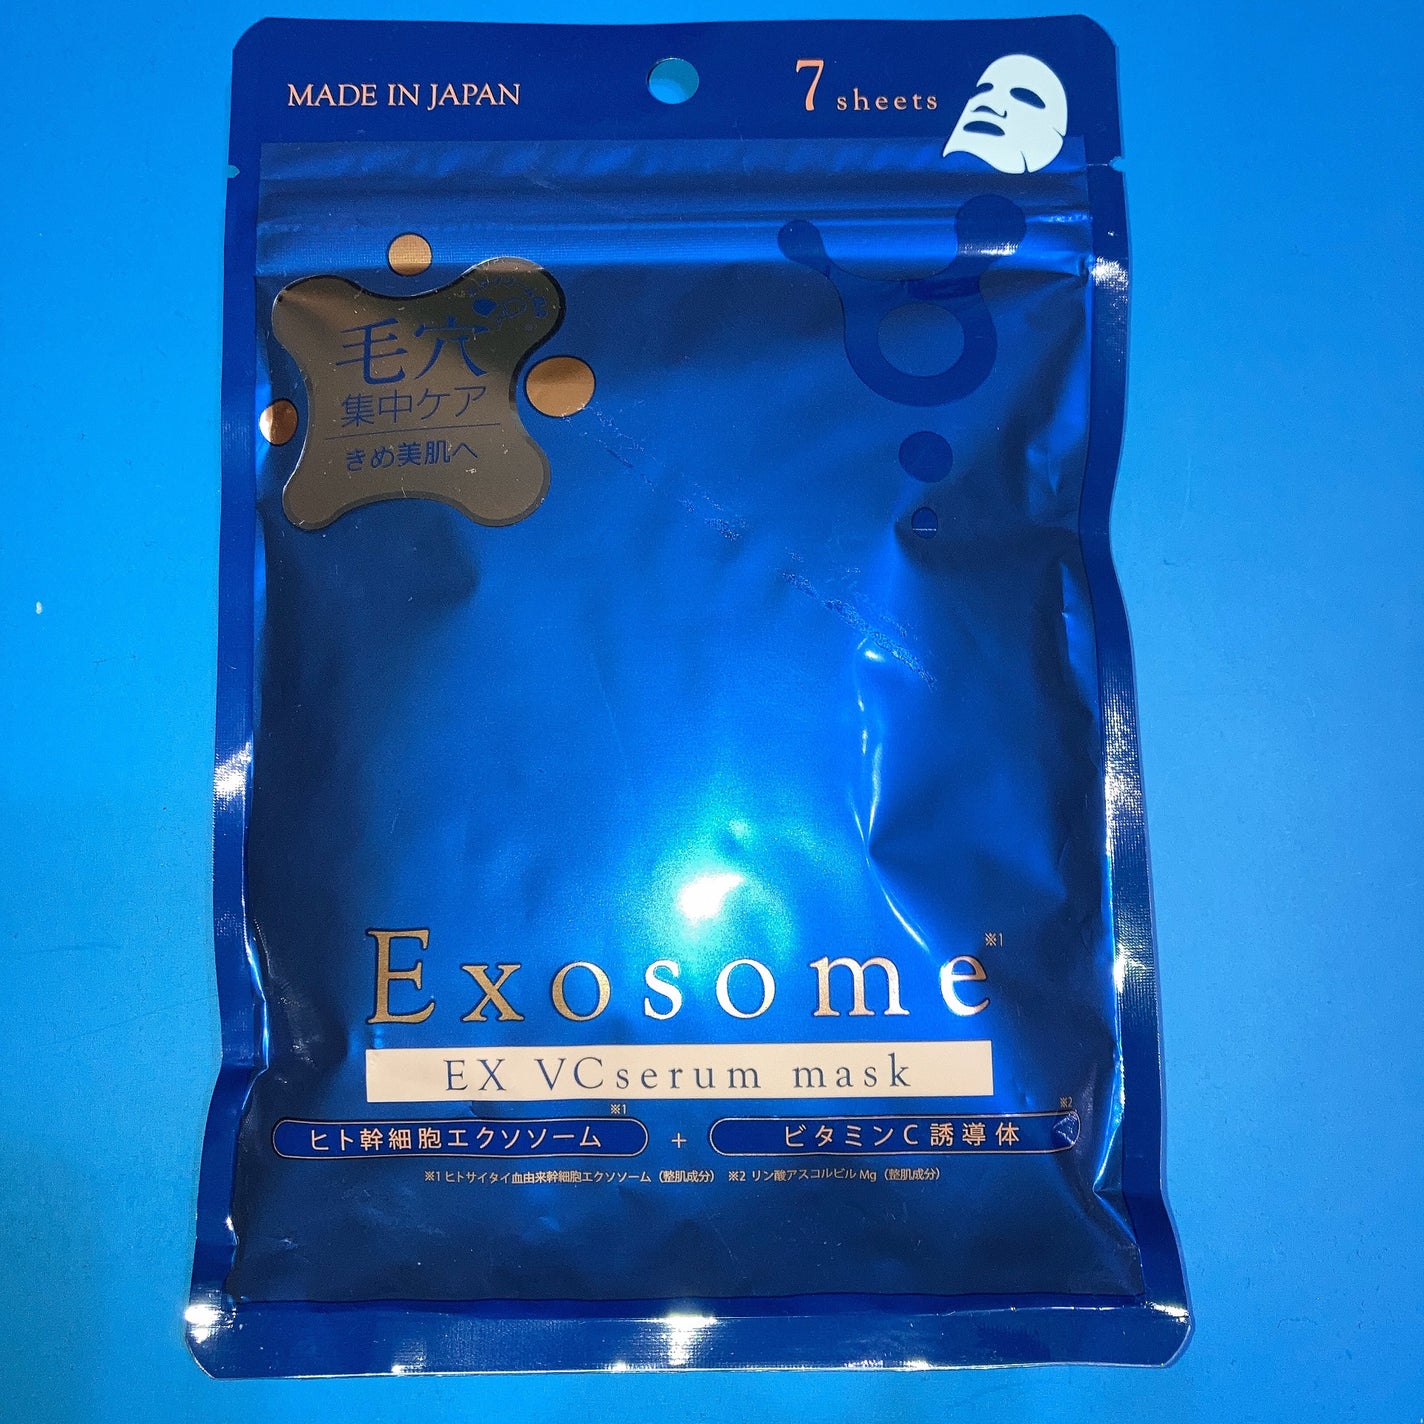 MADE IN JAPAN
7 sheets
毛穴
集中ケア
きめ美肌へ
Exosome※1
EX VCserum mask
ヒト幹細胞エクソソーム※1 + ビタミンC誘導体※2
※1 ヒトサイタイ血由来幹細胞エクソソーム（整肌成分） ※2 リン酸アスコルビルMg（整肌成分）